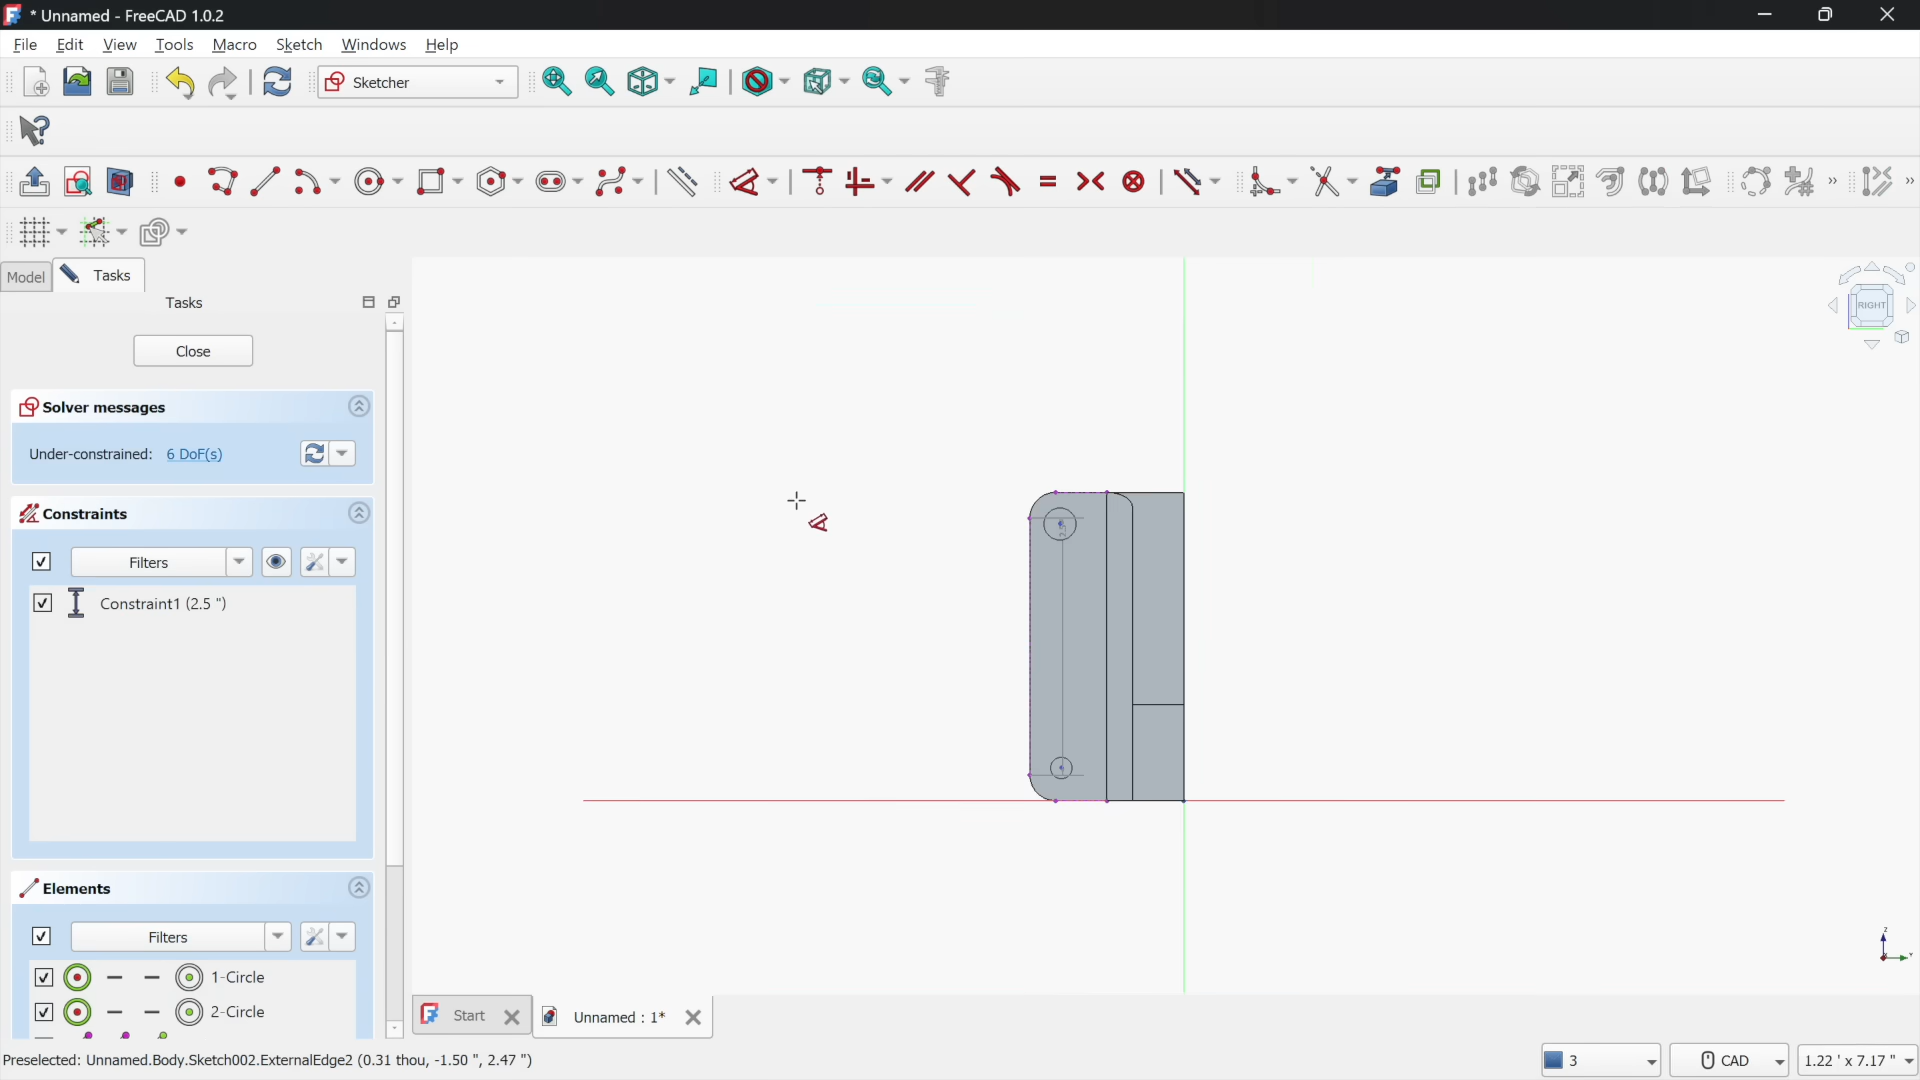 * Unnamed - FreeCAD 1.0.2
File Edit View Tools Macro Sketch Windows Help
Sketcher
Model Tasks
Tasks
Close
Solver messages
Under-constrained: 6 DoF(s)
Constraints
Filters
Constraint1 (2.5 ")
Elements
Filters
1-Circle
2-Circle
RIGHT
Start
Unnamed : 1*
Preselected: Unnamed.Body.Sketch002.ExternalEdge2 (0.31 thou, -1.50 ", 2.47 ")
3 CAD 1.22 ' x 7.17 "